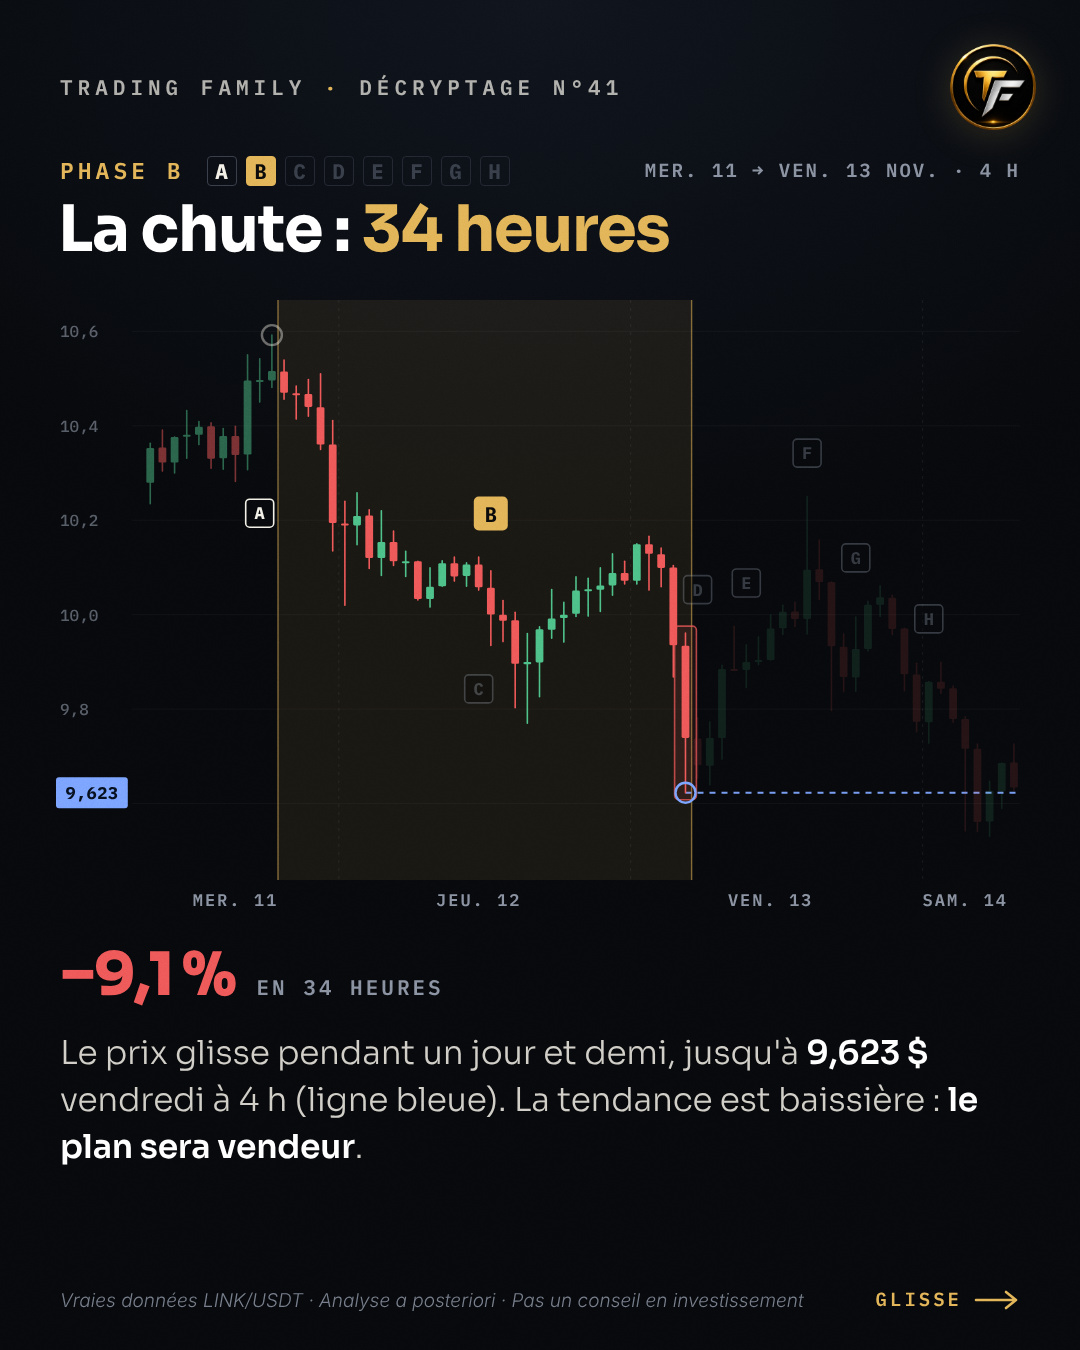 TRADING FAMILY · DÉCRYPTAGE N°41
TF
PHASE B A B C D E F G H
MER. 11 → VEN. 13 NOV. · 4 H
La chute : 34 heures
10,6
10,4
10,2
10,0
9,8
9,623
A
B
C
D
E
F
G
H
MER. 11
JEU. 12
VEN. 13
SAM. 14
−9,1 % EN 34 HEURES
Le prix glisse pendant un jour et demi, jusqu'à 9,623 $
vendredi à 4 h (ligne bleue). La tendance est baissière : le
plan sera vendeur.
Vraies données LINK/USDT · Analyse a posteriori · Pas un conseil en investissement
GLISSE →